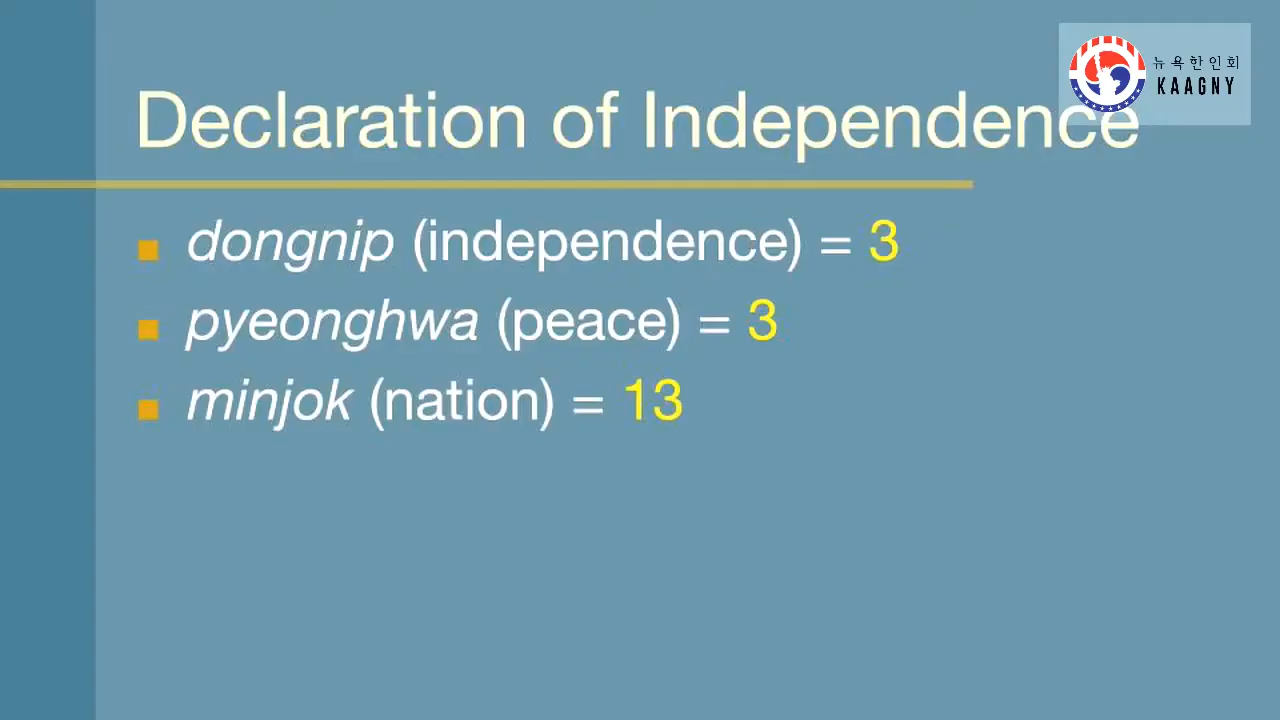 뉴욕한인회
KAAGNY
Declaration of Independence
dongnip (independence) = 3
pyeonghwa (peace) = 3
minjok (nation) = 13